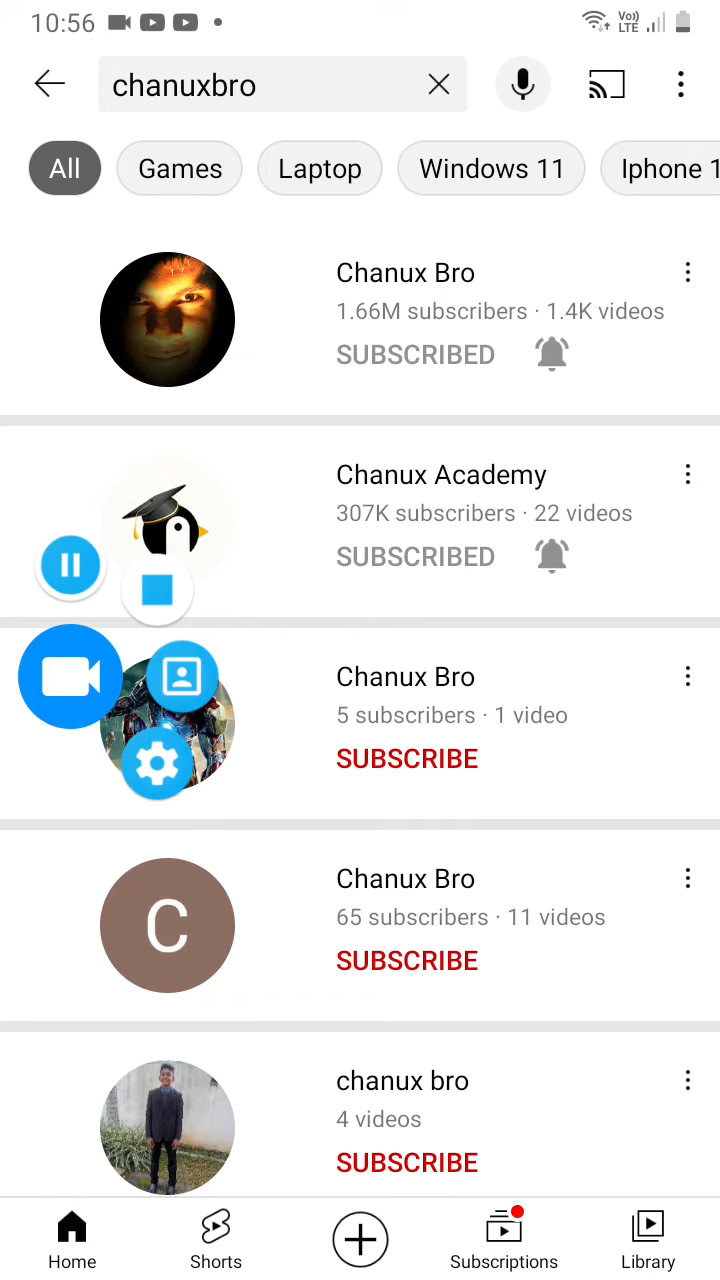 10:56
Vo) LTE
chanuxbro
All
Games
Laptop
Windows 11
Iphone 1
Chanux Bro
1.66M subscribers · 1.4K videos
SUBSCRIBED
Chanux Academy
307K subscribers · 22 videos
SUBSCRIBED
Chanux Bro
5 subscribers · 1 video
SUBSCRIBE
C
Chanux Bro
65 subscribers · 11 videos
SUBSCRIBE
chanux bro
4 videos
SUBSCRIBE
Home
Shorts
Subscriptions
Library